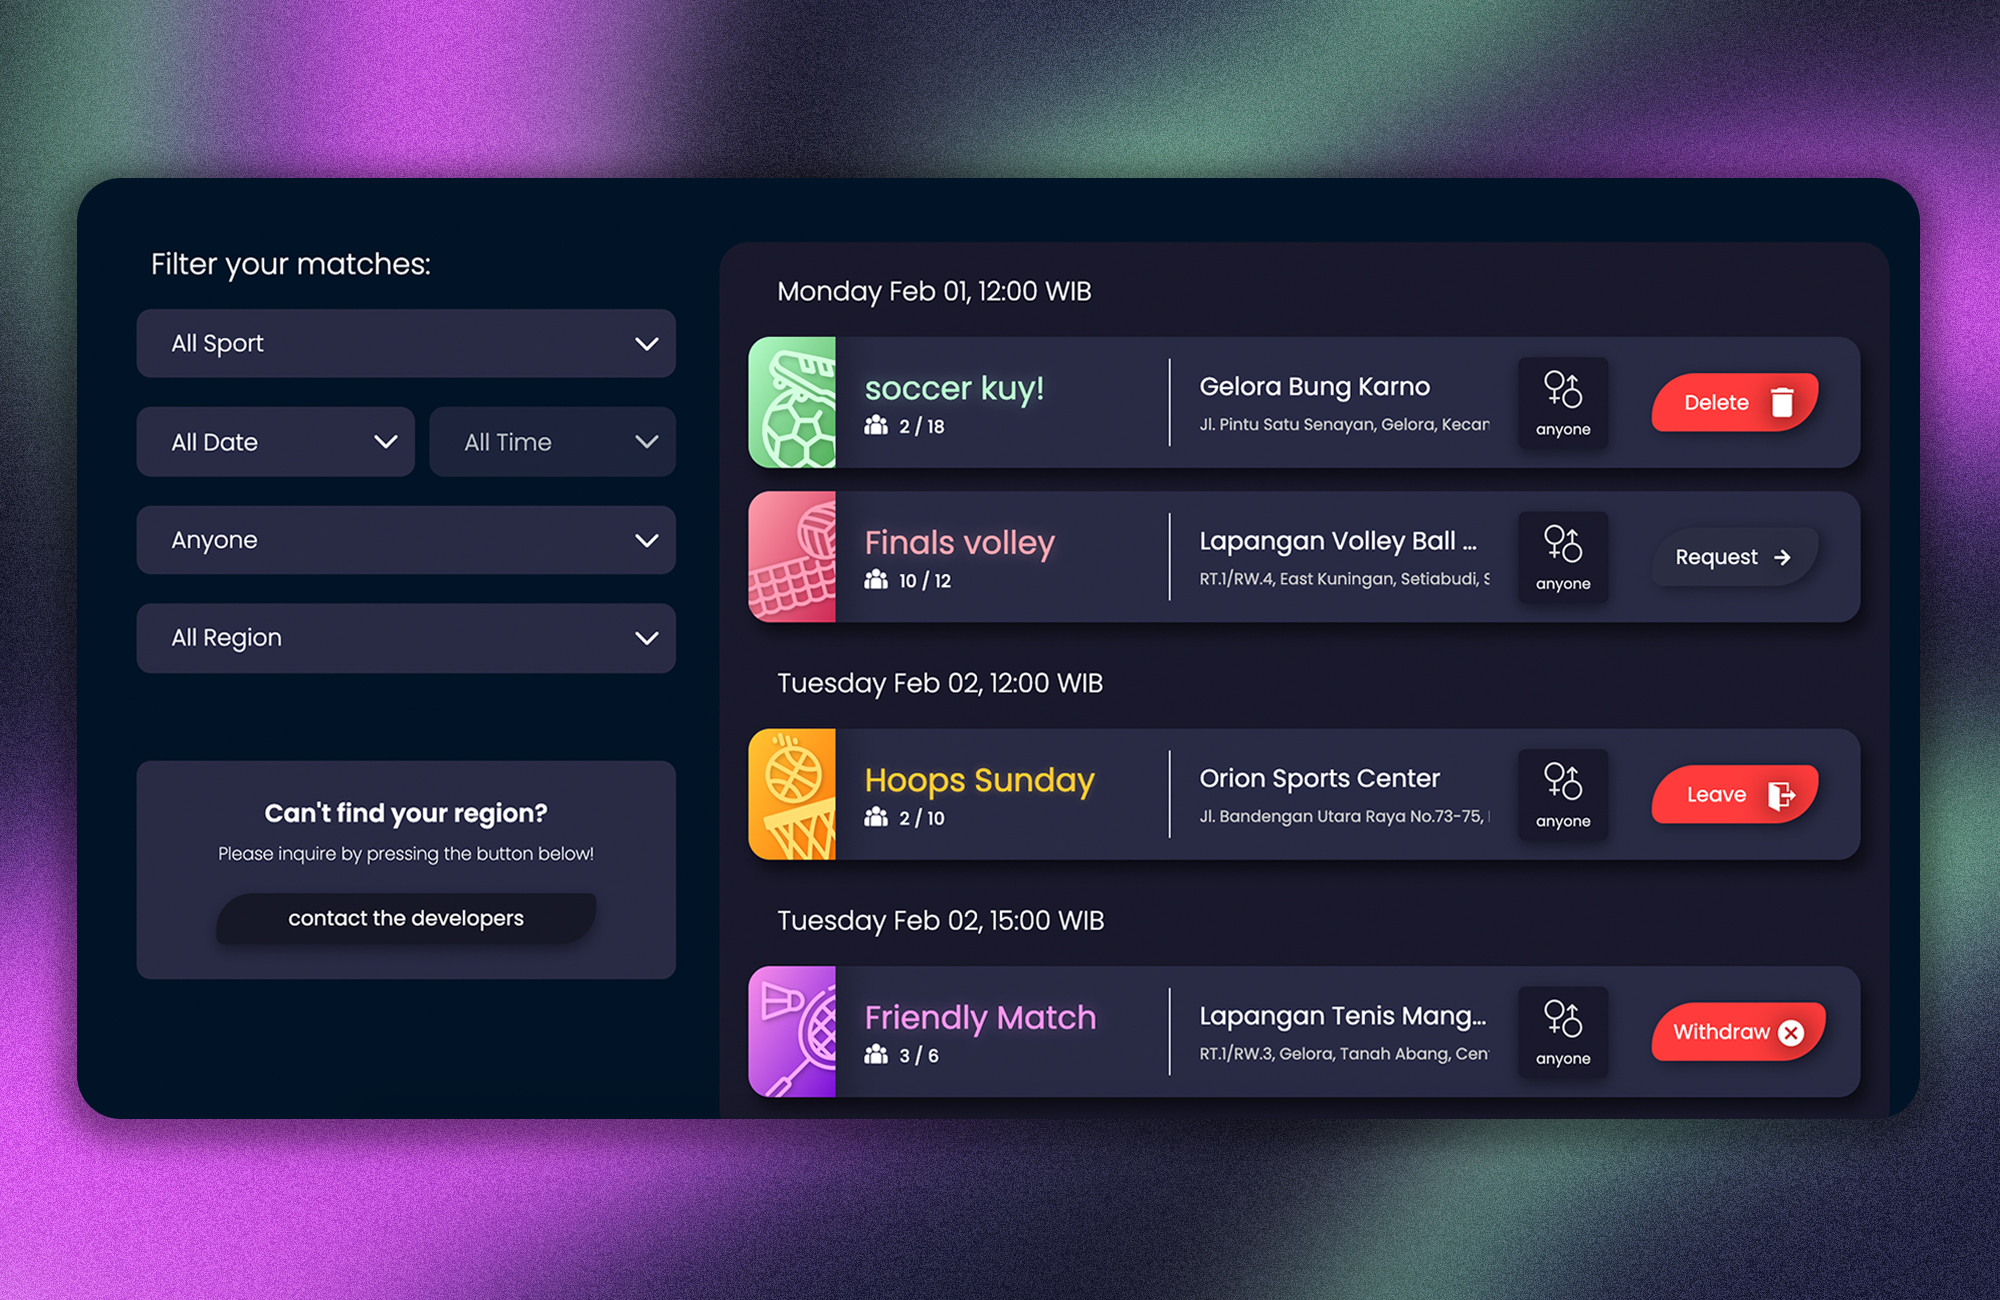 Filter your matches:
All Sport
All Date
All Time
Anyone
All Region
Can't find your region?
Please inquire by pressing the button below!
contact the developers
Monday Feb 01, 12:00 WIB
soccer kuy!
2 / 18
Gelora Bung Karno
Jl. Pintu Satu Senayan, Gelora, Kecan
anyone
Delete
Finals volley
10 / 12
Lapangan Volley Ball ...
RT.1/RW.4, East Kuningan, Setiabudi, S
anyone
Request
Tuesday Feb 02, 12:00 WIB
Hoops Sunday
2 / 10
Orion Sports Center
Jl. Bandengan Utara Raya No.73-75,
anyone
Leave
Tuesday Feb 02, 15:00 WIB
Friendly Match
3 / 6
Lapangan Tenis Mang...
RT.1/RW.3, Gelora, Tanah Abang, Cen
anyone
Withdraw